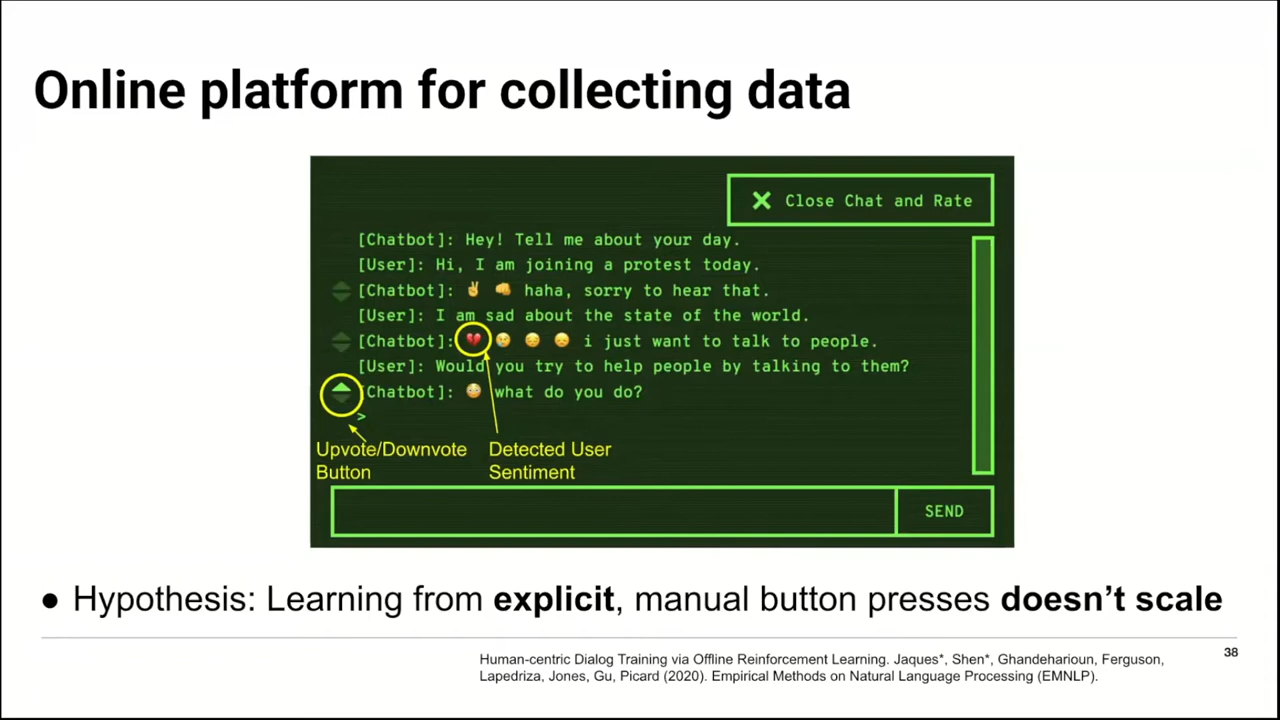 Online platform for collecting data
Close Chat and Rate
[Chatbot]: Hey! Tell me about your day.
[User]: Hi, I am joining a protest today.
[Chatbot]: ✌️ 👊 haha, sorry to hear that.
[User]: I am sad about the state of the world.
[Chatbot]: 💔 😢 😔 😞 i just want to talk to people.
[User]: Would you try to help people by talking to them?
[Chatbot]: 😳 what do you do?
>
Upvote/Downvote
Button
Detected User
Sentiment
SEND
● Hypothesis: Learning from explicit, manual button presses doesn't scale
Human-centric Dialog Training via Offline Reinforcement Learning. Jaques*, Shen*, Ghandeharioun, Ferguson,
Lapedriza, Jones, Gu, Picard (2020). Empirical Methods on Natural Language Processing (EMNLP).
38